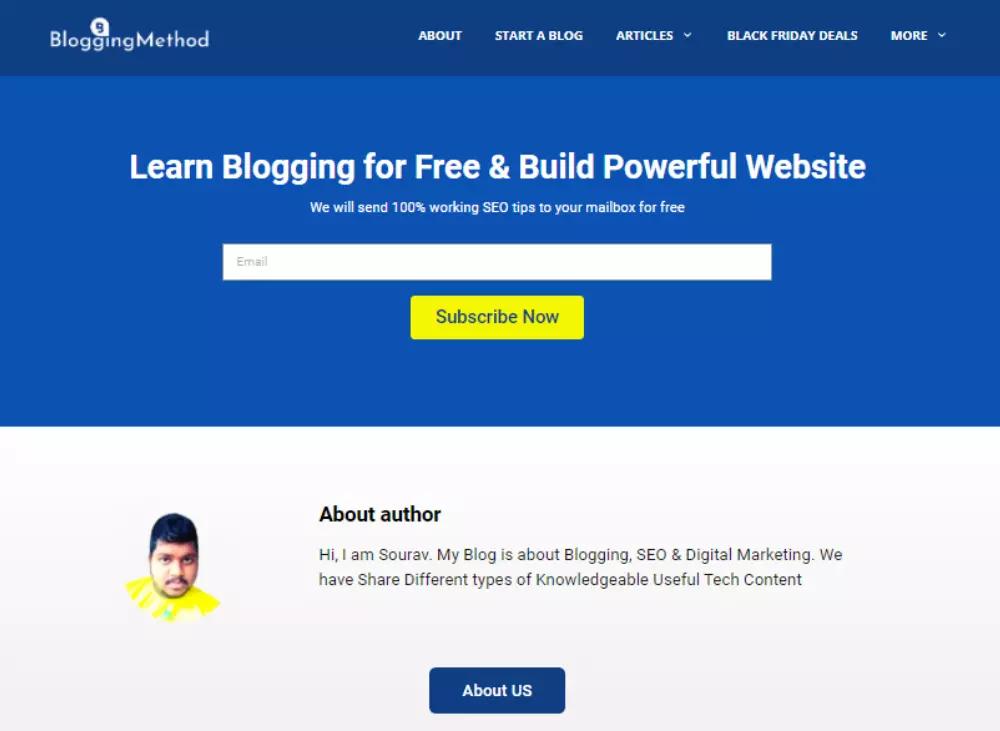 BloggingMethod
ABOUT
START A BLOG
ARTICLES
BLACK FRIDAY DEALS
MORE
Learn Blogging for Free & Build Powerful Website
We will send 100% working SEO tips to your mailbox for free
Email
Subscribe Now
About author
Hi, I am Sourav. My Blog is about Blogging, SEO & Digital Marketing. We
have Share Different types of Knowledgeable Useful Tech Content
About US